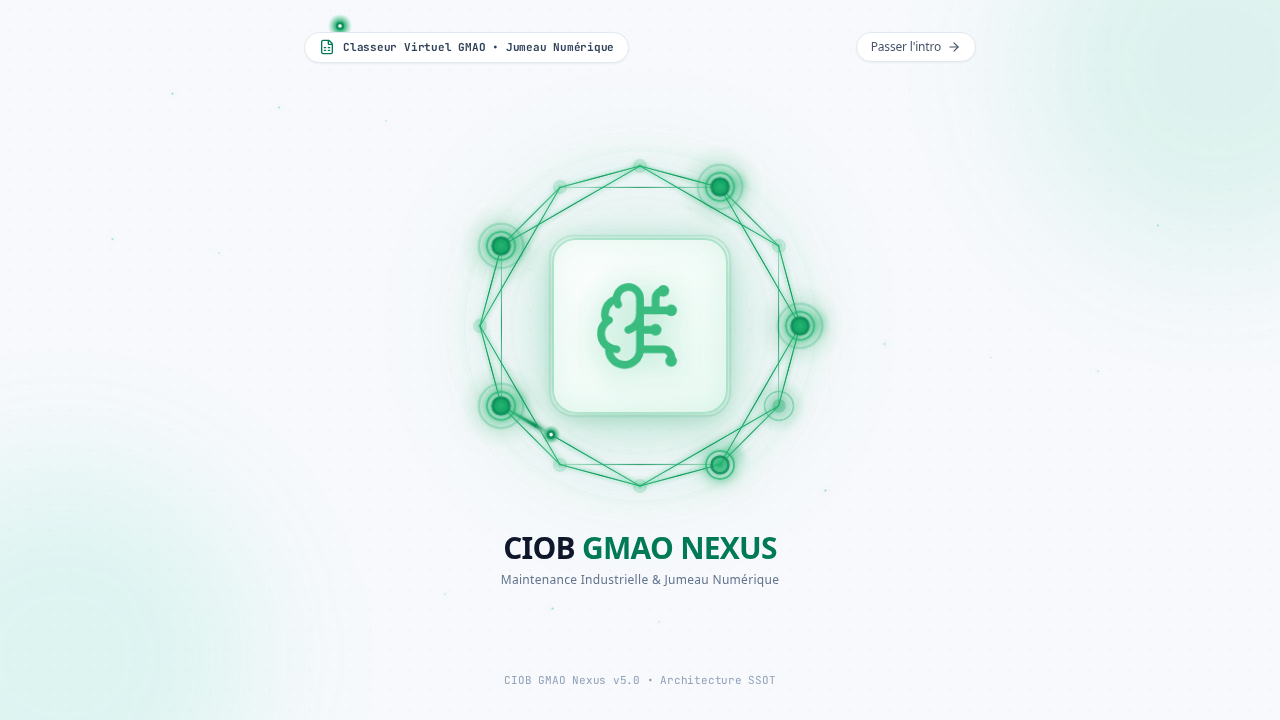 Classeur Virtuel GMAO • Jumeau Numérique
Passer l'intro
CIOB GMAO NEXUS
Maintenance Industrielle & Jumeau Numérique
CIOB GMAO Nexus v5.0 • Architecture SSOT